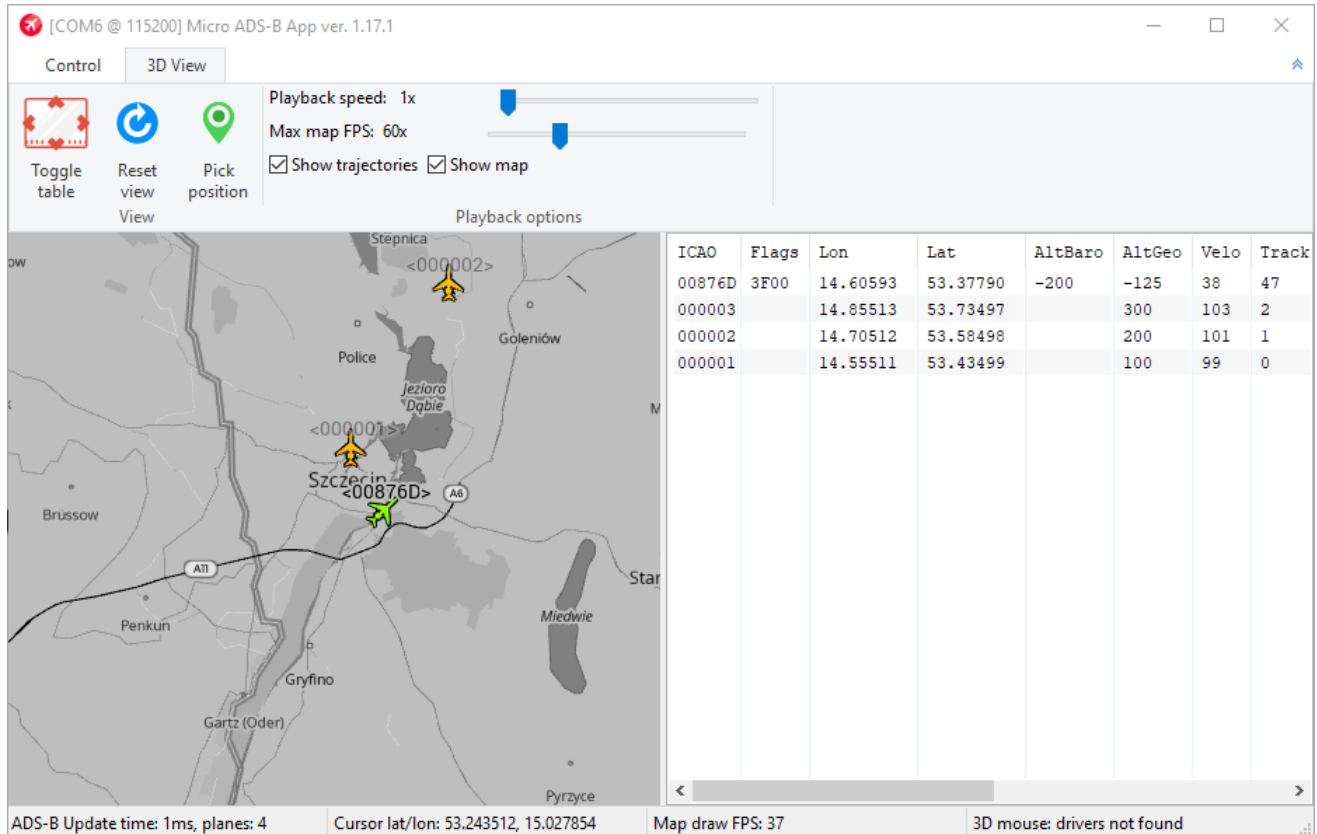 [COM6 @ 115200] Micro ADS-B App ver. 1.17.1
Control 3D View
Playback speed: 1x
Max map FPS: 60x
Show trajectories Show map
Toggle table
Reset view
Pick position
View
Playback options
Stepnica
<000002>
Goleniów
Police
Jezioro
Dąbie
<000001>
Szczecin
<00876D>
A6
Brussow
A11
Star
Penkun
Miedwie
Gryfino
Gartz (Oder)
Pyrzyce
ICAO Flags Lon Lat AltBaro AltGeo Velo Track
00876D 3F00 14.60593 53.37790 -200 -125 38 47
000003 14.85513 53.73497 300 103 2
000002 14.70512 53.58498 200 101 1
000001 14.55511 53.43499 100 99 0
ADS-B Update time: 1ms, planes: 4 Cursor lat/lon: 53.243512, 15.027854 Map draw FPS: 37 3D mouse: drivers not found